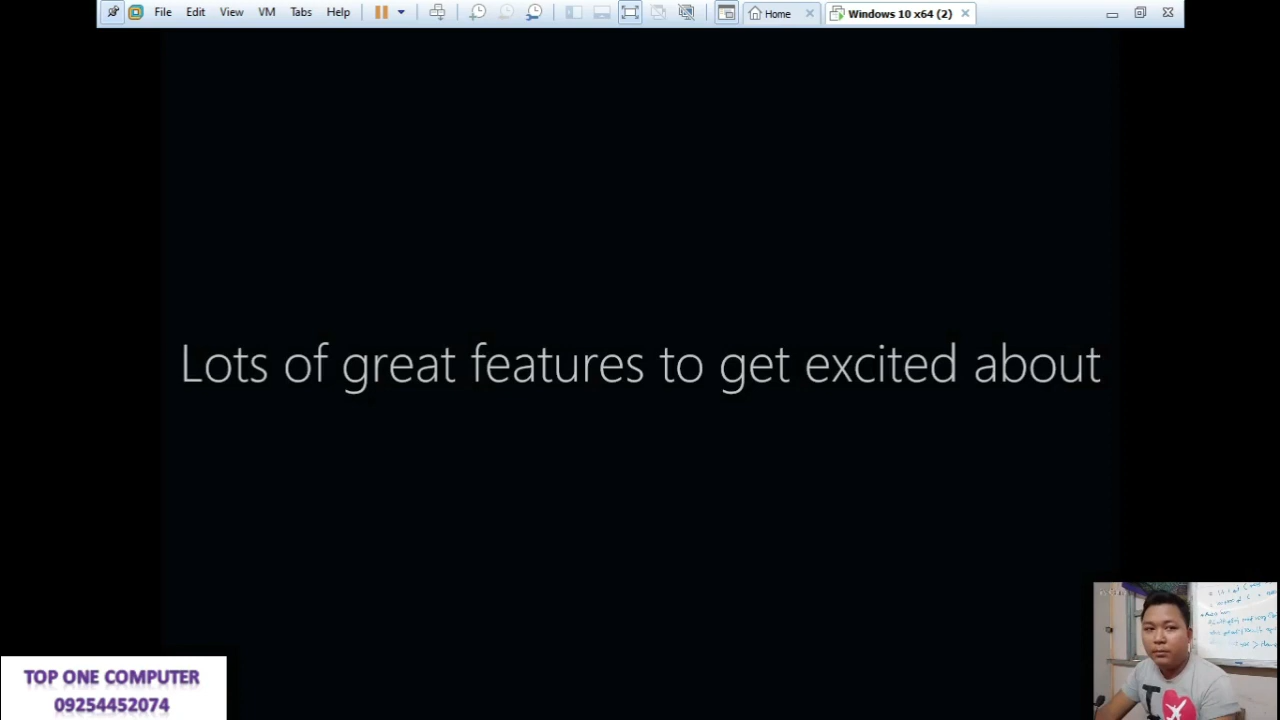 File Edit View VM Tabs Help Home Windows 10 x64 (2)
Lots of great features to get excited about
TOP ONE COMPUTER
09254452074